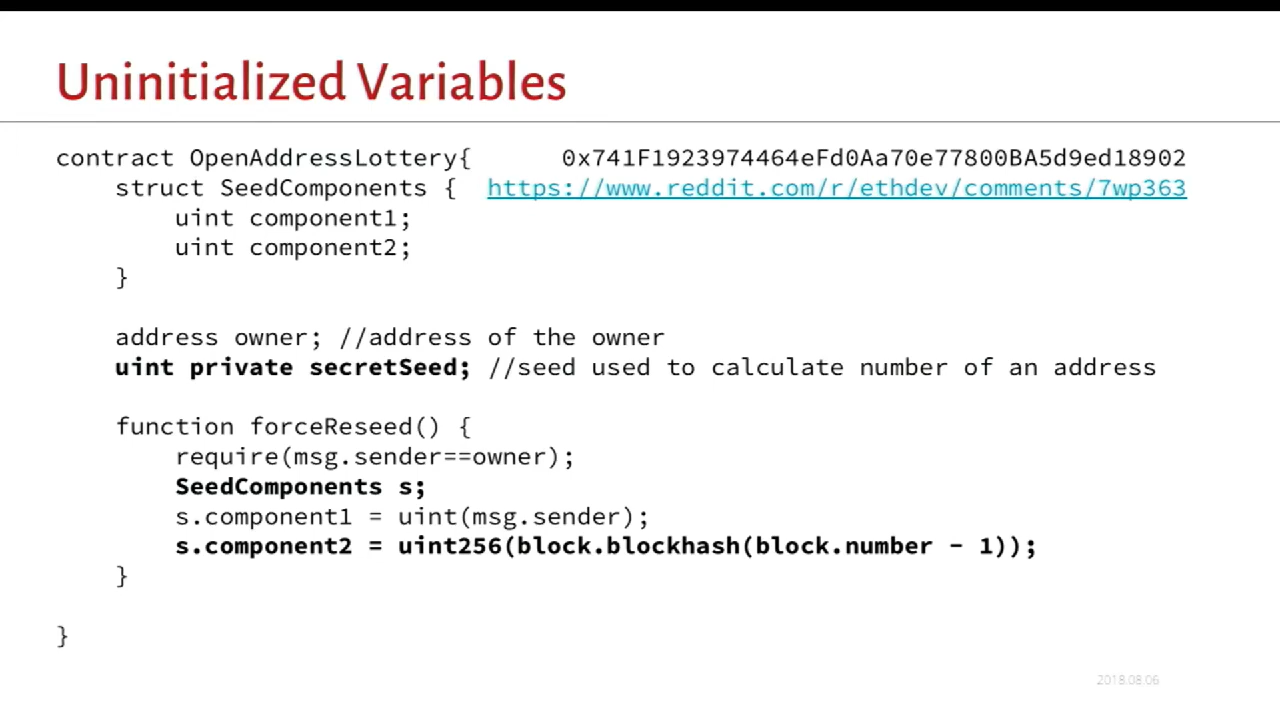 Uninitialized Variables
contract OpenAddressLottery{ 0x741F1923974464eFd0Aa70e77800BA5d9ed18902
struct SeedComponents { https://www.reddit.com/r/ethdev/comments/7wp363
uint component1;
uint component2;
}
address owner; //address of the owner
uint private secretSeed; //seed used to calculate number of an address
function forceReseed() {
require(msg.sender==owner);
SeedComponents s;
s.component1 = uint(msg.sender);
s.component2 = uint256(block.blockhash(block.number - 1));
}
}
2018.08.06